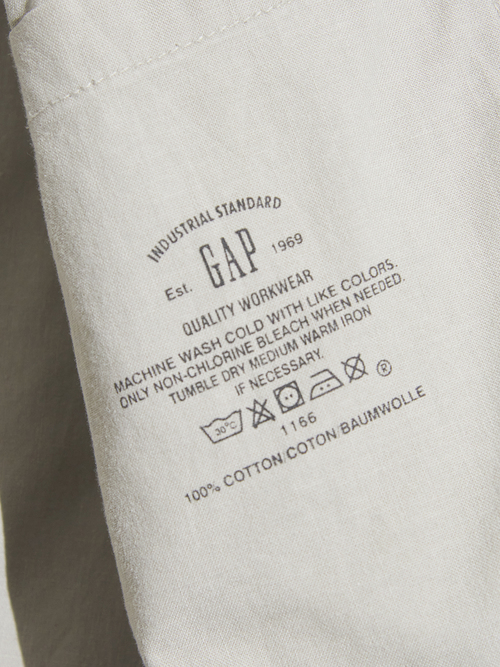 INDUSTRIAL STANDARD
Est. GAP 1969
QUALITY WORKWEAR
MACHINE WASH COLD WITH LIKE COLORS.
ONLY NON-CHLORINE BLEACH WHEN NEEDED.
TUMBLE DRY MEDIUM WARM IRON
IF NECESSARY.
30°C ®
1166
100% COTTON/COTON/BAUMWOLLE